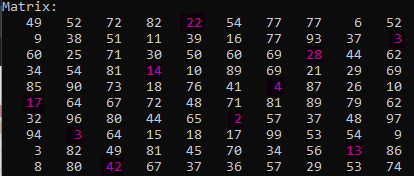 Matrix:
49 52 72 82 22 54 77 77 6 52
9 38 51 11 39 16 77 93 37 3
60 25 71 30 50 60 69 28 44 62
34 54 81 14 10 89 69 21 29 69
85 90 73 18 76 41 4 87 26 10
17 64 67 72 48 71 81 89 79 62
32 96 80 44 65 2 57 37 48 97
94 3 64 15 18 17 99 53 54 9
3 82 49 81 45 70 34 56 13 86
8 80 42 67 37 36 57 29 53 74